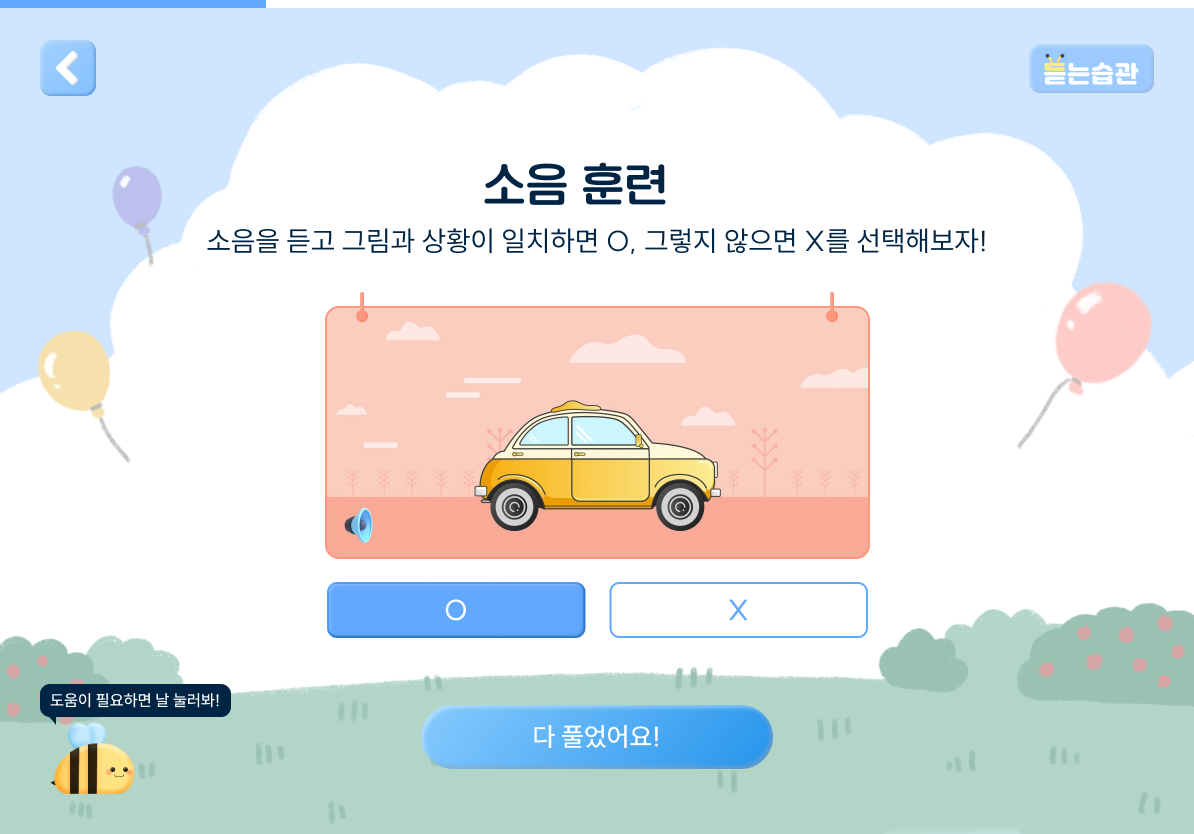 듣는습관
소음 훈련
소음을 듣고 그림과 상황이 일치하면 O, 그렇지 않으면 X를 선택해보자!
O
X
도움이 필요하면 날 눌러봐!
다 풀었어요!